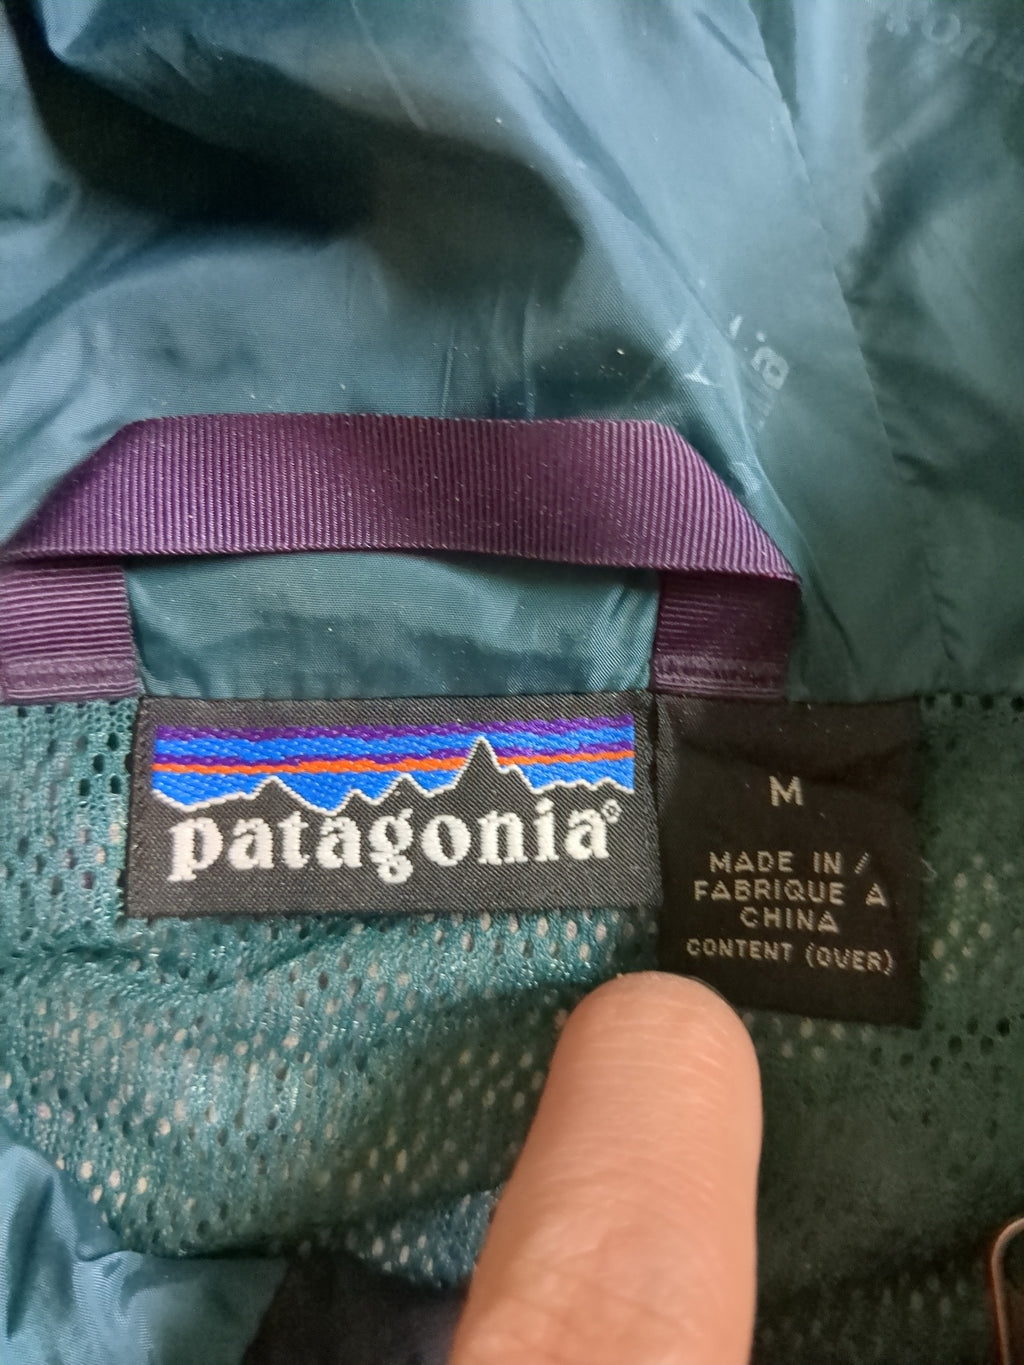 patagonia®
M
MADE IN /
FABRIQUE A
CHINA
CONTENT (OVER)